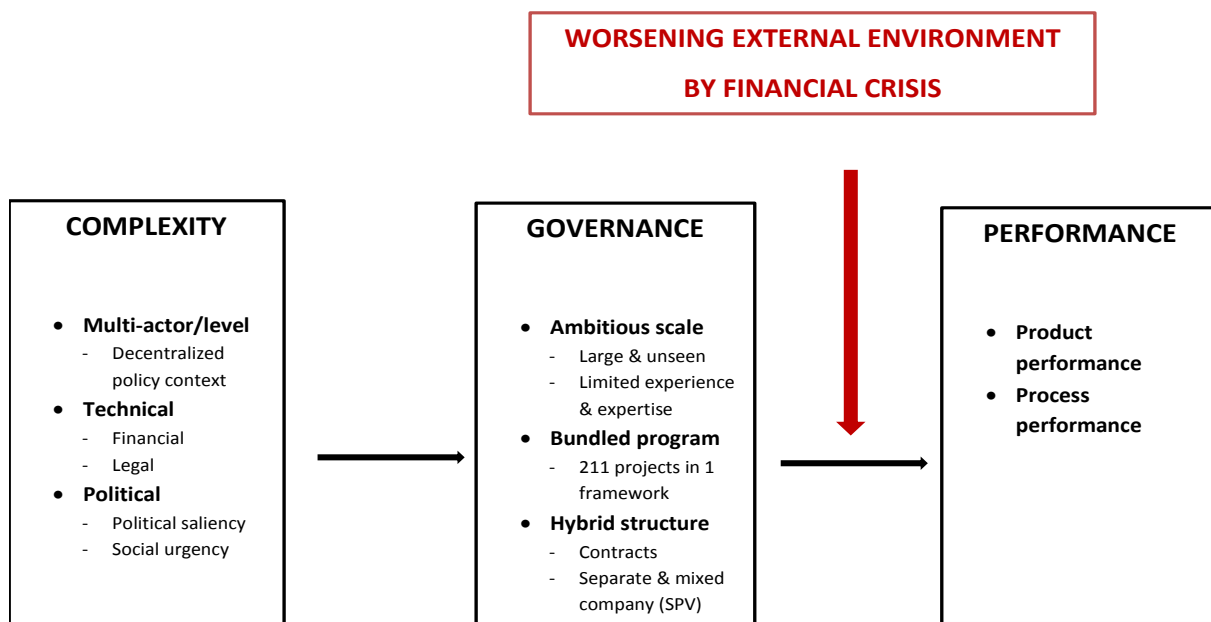 WORSENING EXTERNAL ENVIRONMENT
BY FINANCIAL CRISIS
COMPLEXITY
• Multi-actor/level
- Decentralized
policy context
• Technical
- Financial
- Legal
• Political
- Political saliency
- Social urgency
GOVERNANCE
• Ambitious scale
- Large & unseen
- Limited experience
& expertise
• Bundled program
- 211 projects in 1
framework
• Hybrid structure
- Contracts
- Separate & mixed
company (SPV)
PERFORMANCE
• Product
performance
• Process
performance